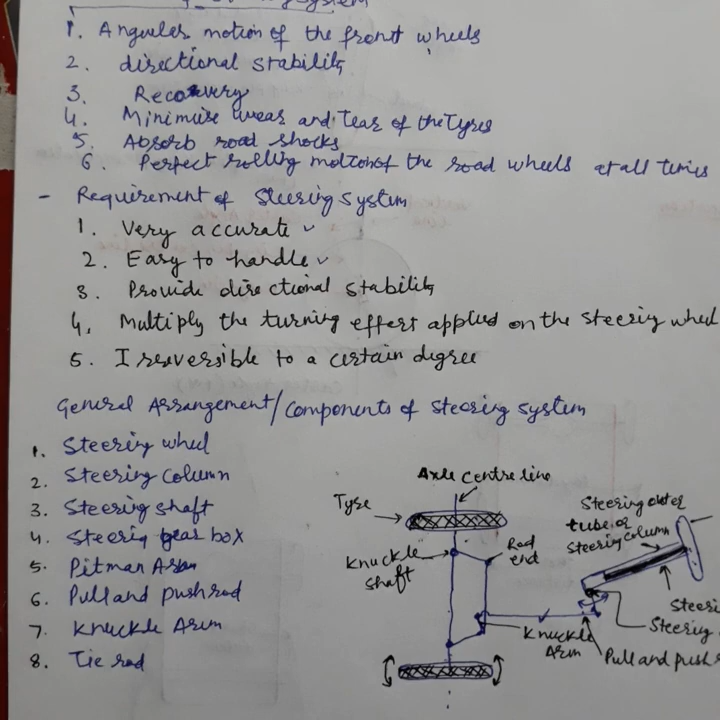 system
1. Angular motion of the front wheels
2. directional stability
3. Recovery
4. Minimise wear and Tear of the Tyres
5. Absorb road shocks
6. Perfect rolling motion of the road wheels at all times
- Requirement of Steering System
1. Very accurate ✓
2. Easy to handle ✓
3. Provide directional stability
4. Multiply the turning effort applied on the steering wheel
5. Irreversible to a certain degree
General Arrangement/Components of Steering system
1. Steering wheel
2. Steering Column
3. Steering shaft
4. Steering gear box
5. Pitman Arm
6. Pull and push rod
7. Knuckle Arm
8. Tie rod
Axle centre line
Tyre
Knuckle
shaft
Rod
end
Steering outer
tube or
Steering column
Knuckle
Arm
Steeri
Steering
Pull and push r